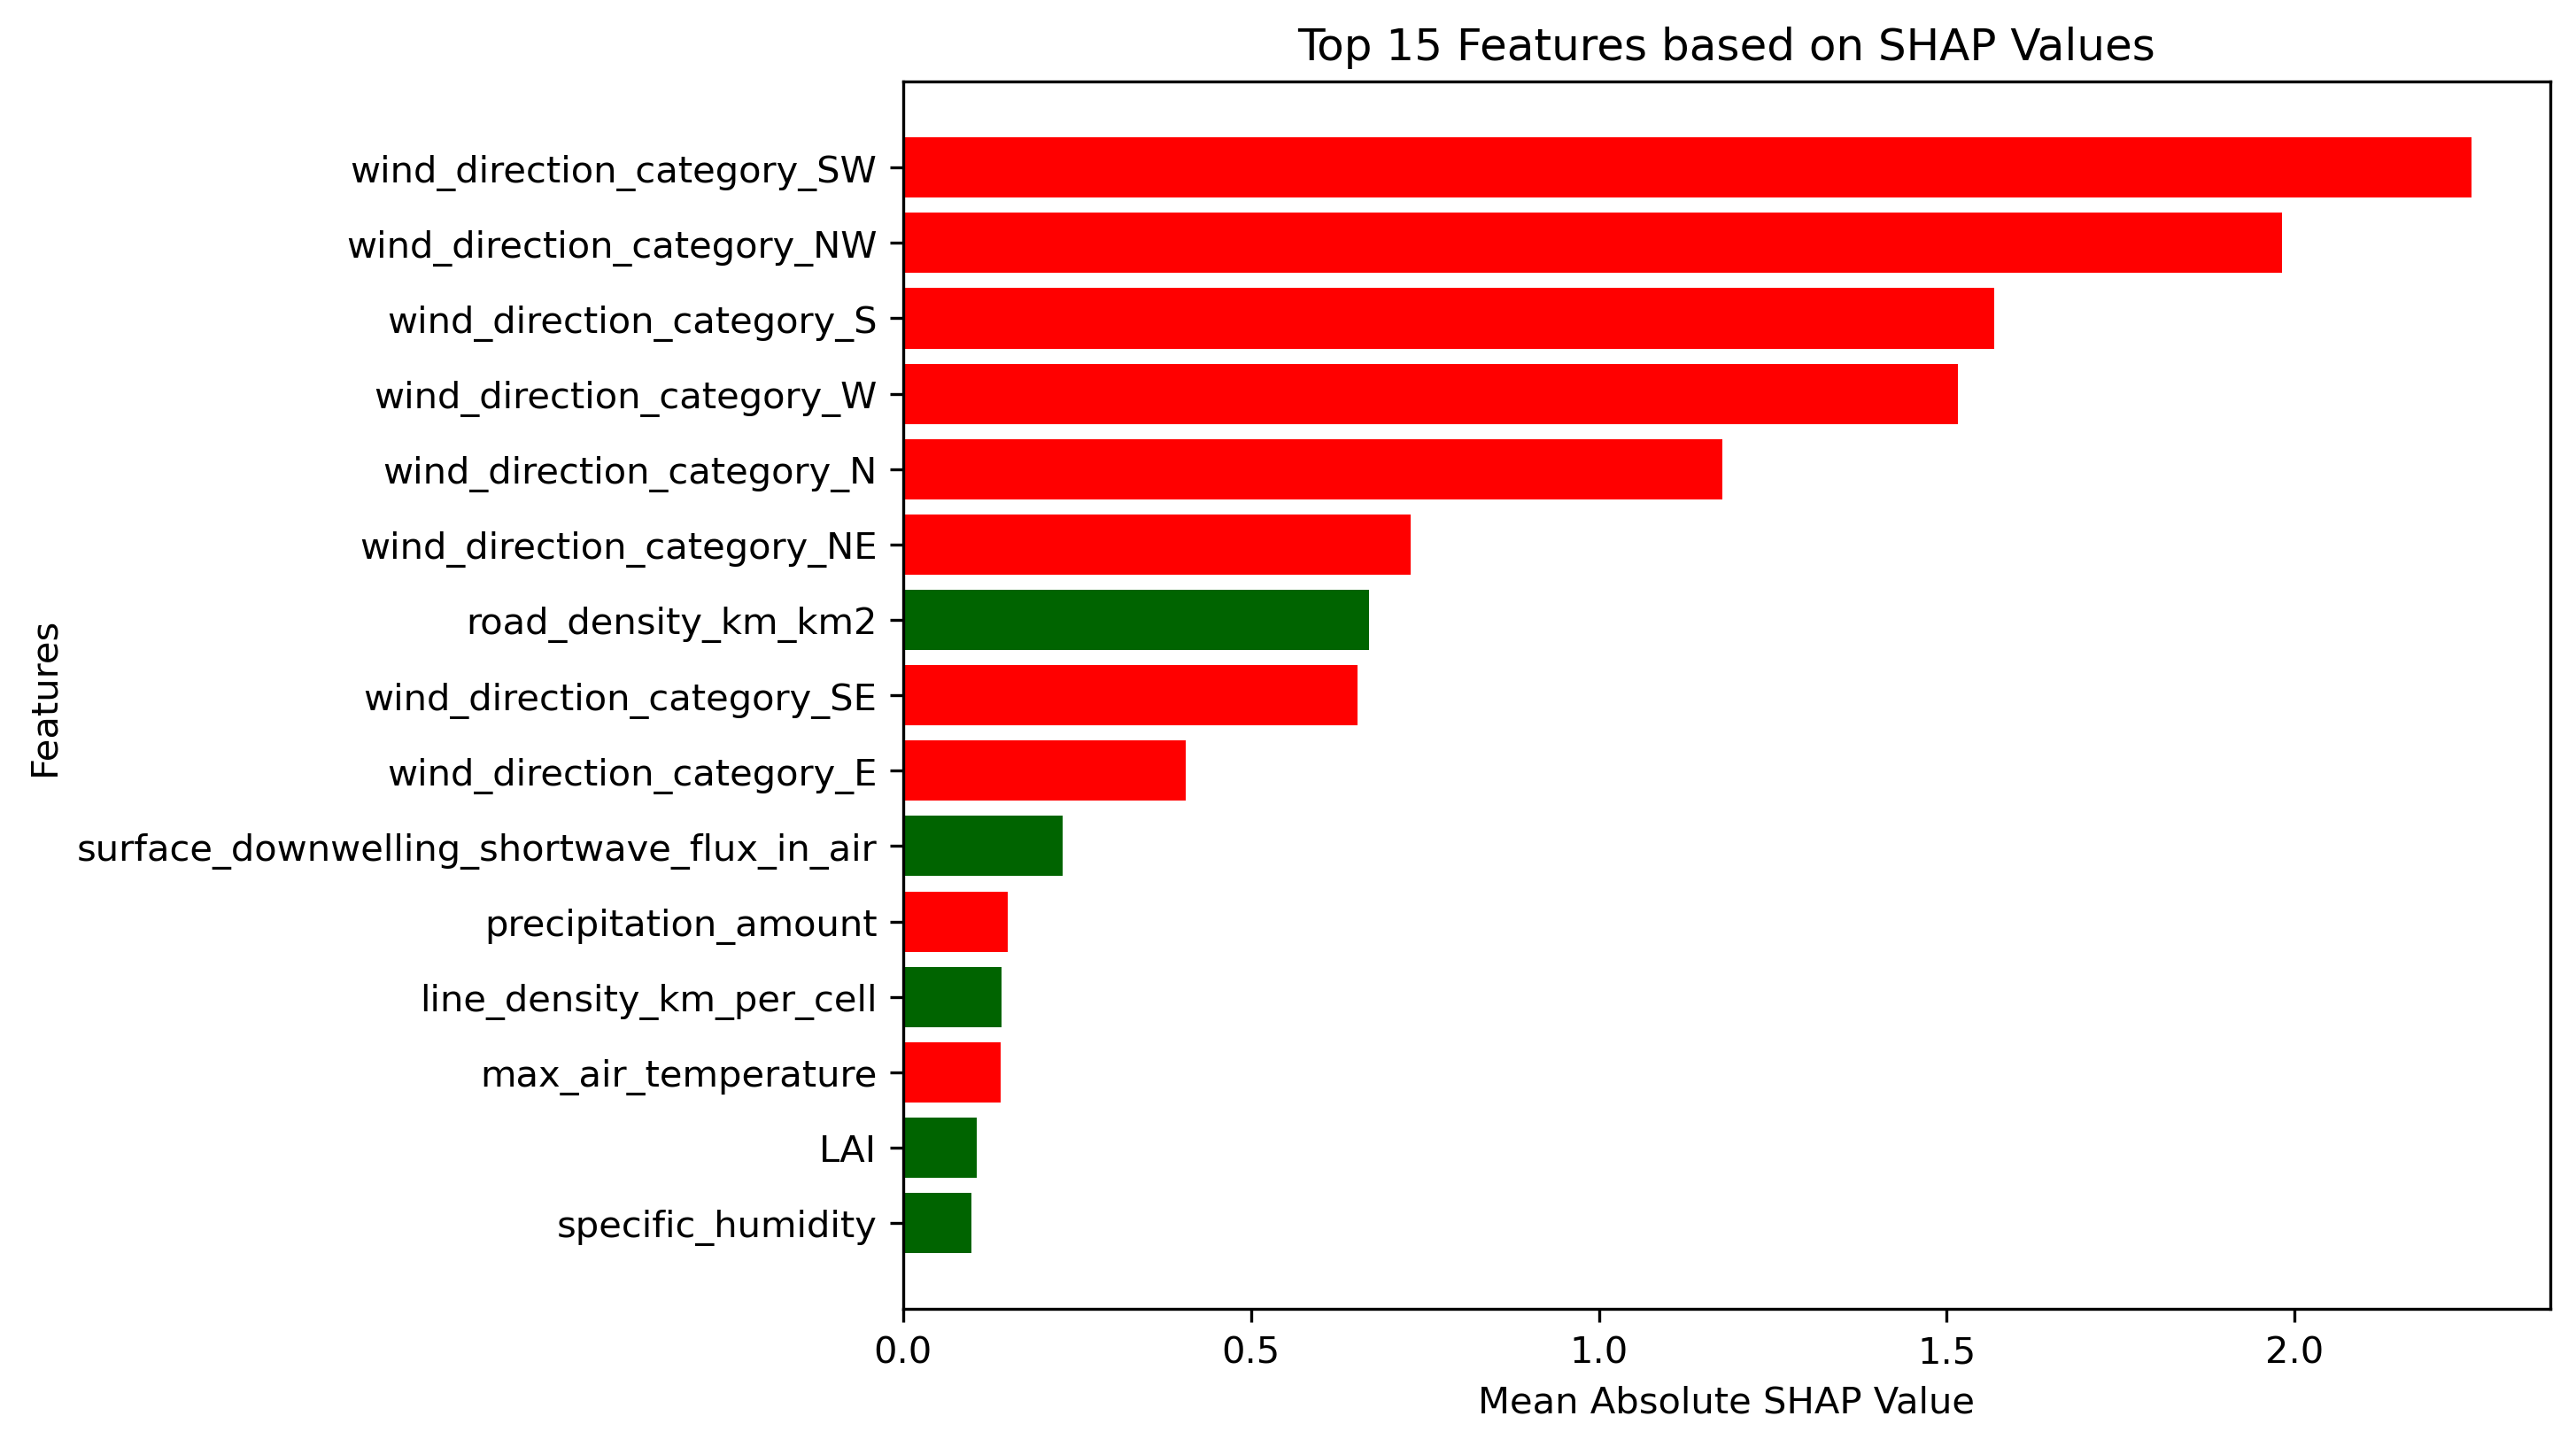 Top 15 Features based on SHAP Values
wind_direction_category_SW
wind_direction_category_NW
wind_direction_category_S
wind_direction_category_W
wind_direction_category_N
wind_direction_category_NE
road_density_km_km2
wind_direction_category_SE
wind_direction_category_E
surface_downwelling_shortwave_flux_in_air
precipitation_amount
line_density_km_per_cell
max_air_temperature
LAI
specific_humidity
Features
0.0 0.5 1.0 1.5 2.0
Mean Absolute SHAP Value